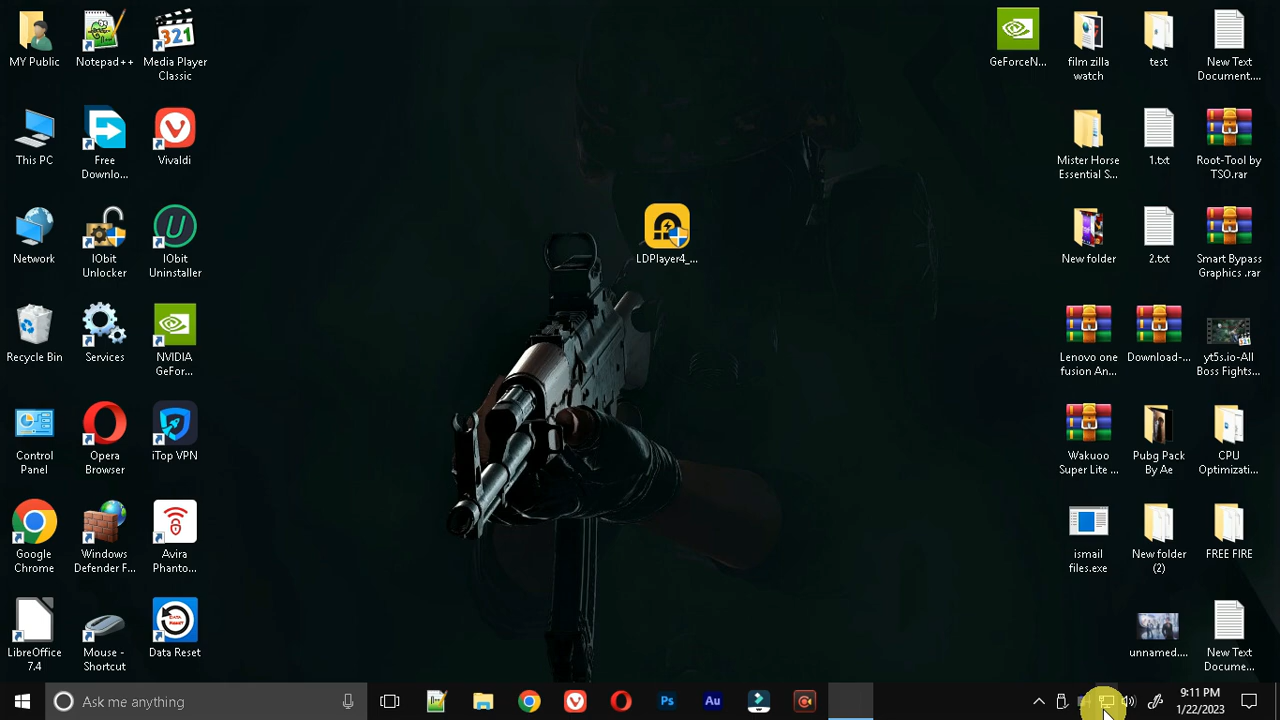 MY Public
Notepad++
321
Media Player
Classic
This PC
Free
Downlo...
Vivaldi
Network
IObit
Unlocker
IObit
Uninstaller
Recycle Bin
Services
NVIDIA
GeFor...
Control
Panel
Opera
Browser
iTop VPN
Google
Chrome
Windows
Defender F...
Avira
Phanto...
LibreOffice
7.4
Mouse -
Shortcut
DATA
RESET
Data Reset
LDPlayer4_...
GeForceN...
film zilla
watch
test
New Text
Document....
Mister Horse
Essential S...
1.txt
Root-Tool by
TSO.rar
New folder
2.txt
Smart Bypass
Graphics .rar
Lenovo one
fusion An...
Download-...
yt5s.io-All
Boss Fights...
Wakuoo
Super Lite ...
Pubg Pack
By Ae
CPU
Optimizati...
ismail
files.exe
New folder
(2)
FREE FIRE
unnamed....
New Text
Docume...
Ask me anything
Ps
Au
9:11 PM
1/22/2023